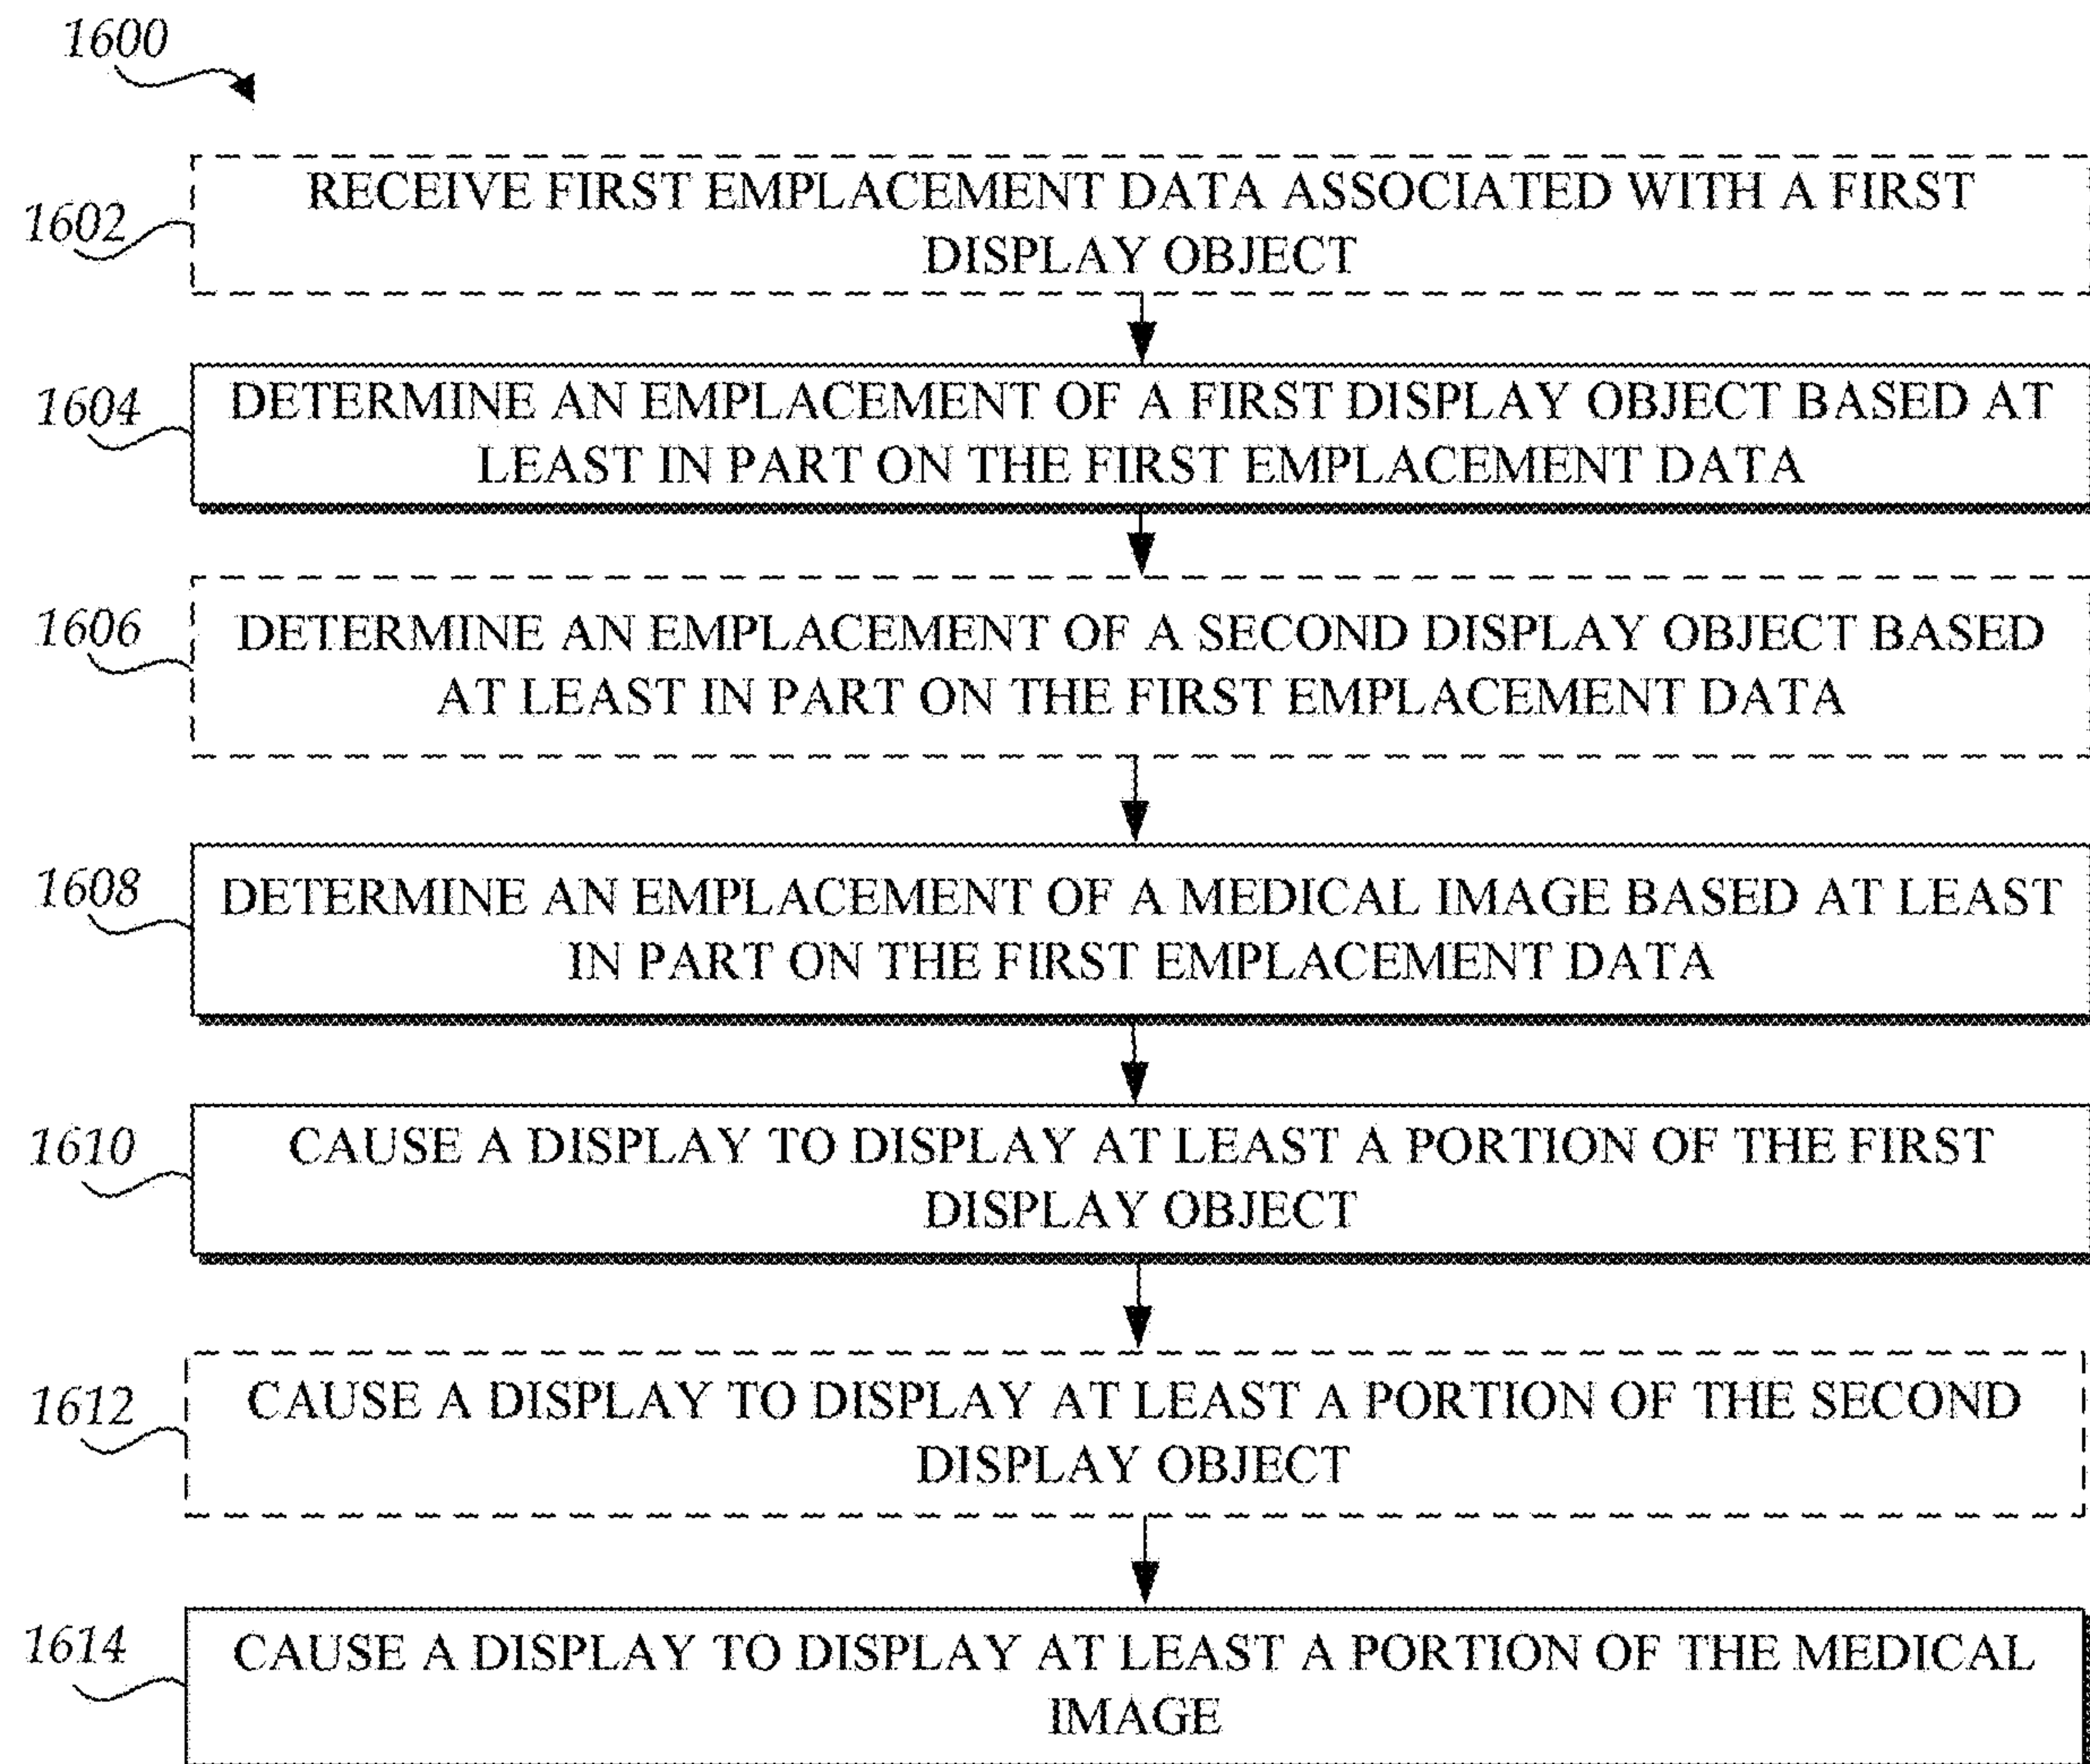 1600
1602
RECEIVE FIRST EMPLACEMENT DATA ASSOCIATED WITH A FIRST
DISPLAY OBJECT
1604
DETERMINE AN EMPLACEMENT OF A FIRST DISPLAY OBJECT BASED AT
LEAST IN PART ON THE FIRST EMPLACEMENT DATA
1606
DETERMINE AN EMPLACEMENT OF A SECOND DISPLAY OBJECT BASED
AT LEAST IN PART ON THE FIRST EMPLACEMENT DATA
1608
DETERMINE AN EMPLACEMENT OF A MEDICAL IMAGE BASED AT LEAST
IN PART ON THE FIRST EMPLACEMENT DATA
1610
CAUSE A DISPLAY TO DISPLAY AT LEAST A PORTION OF THE FIRST
DISPLAY OBJECT
1612
CAUSE A DISPLAY TO DISPLAY AT LEAST A PORTION OF THE SECOND
DISPLAY OBJECT
1614
CAUSE A DISPLAY TO DISPLAY AT LEAST A PORTION OF THE MEDICAL
IMAGE